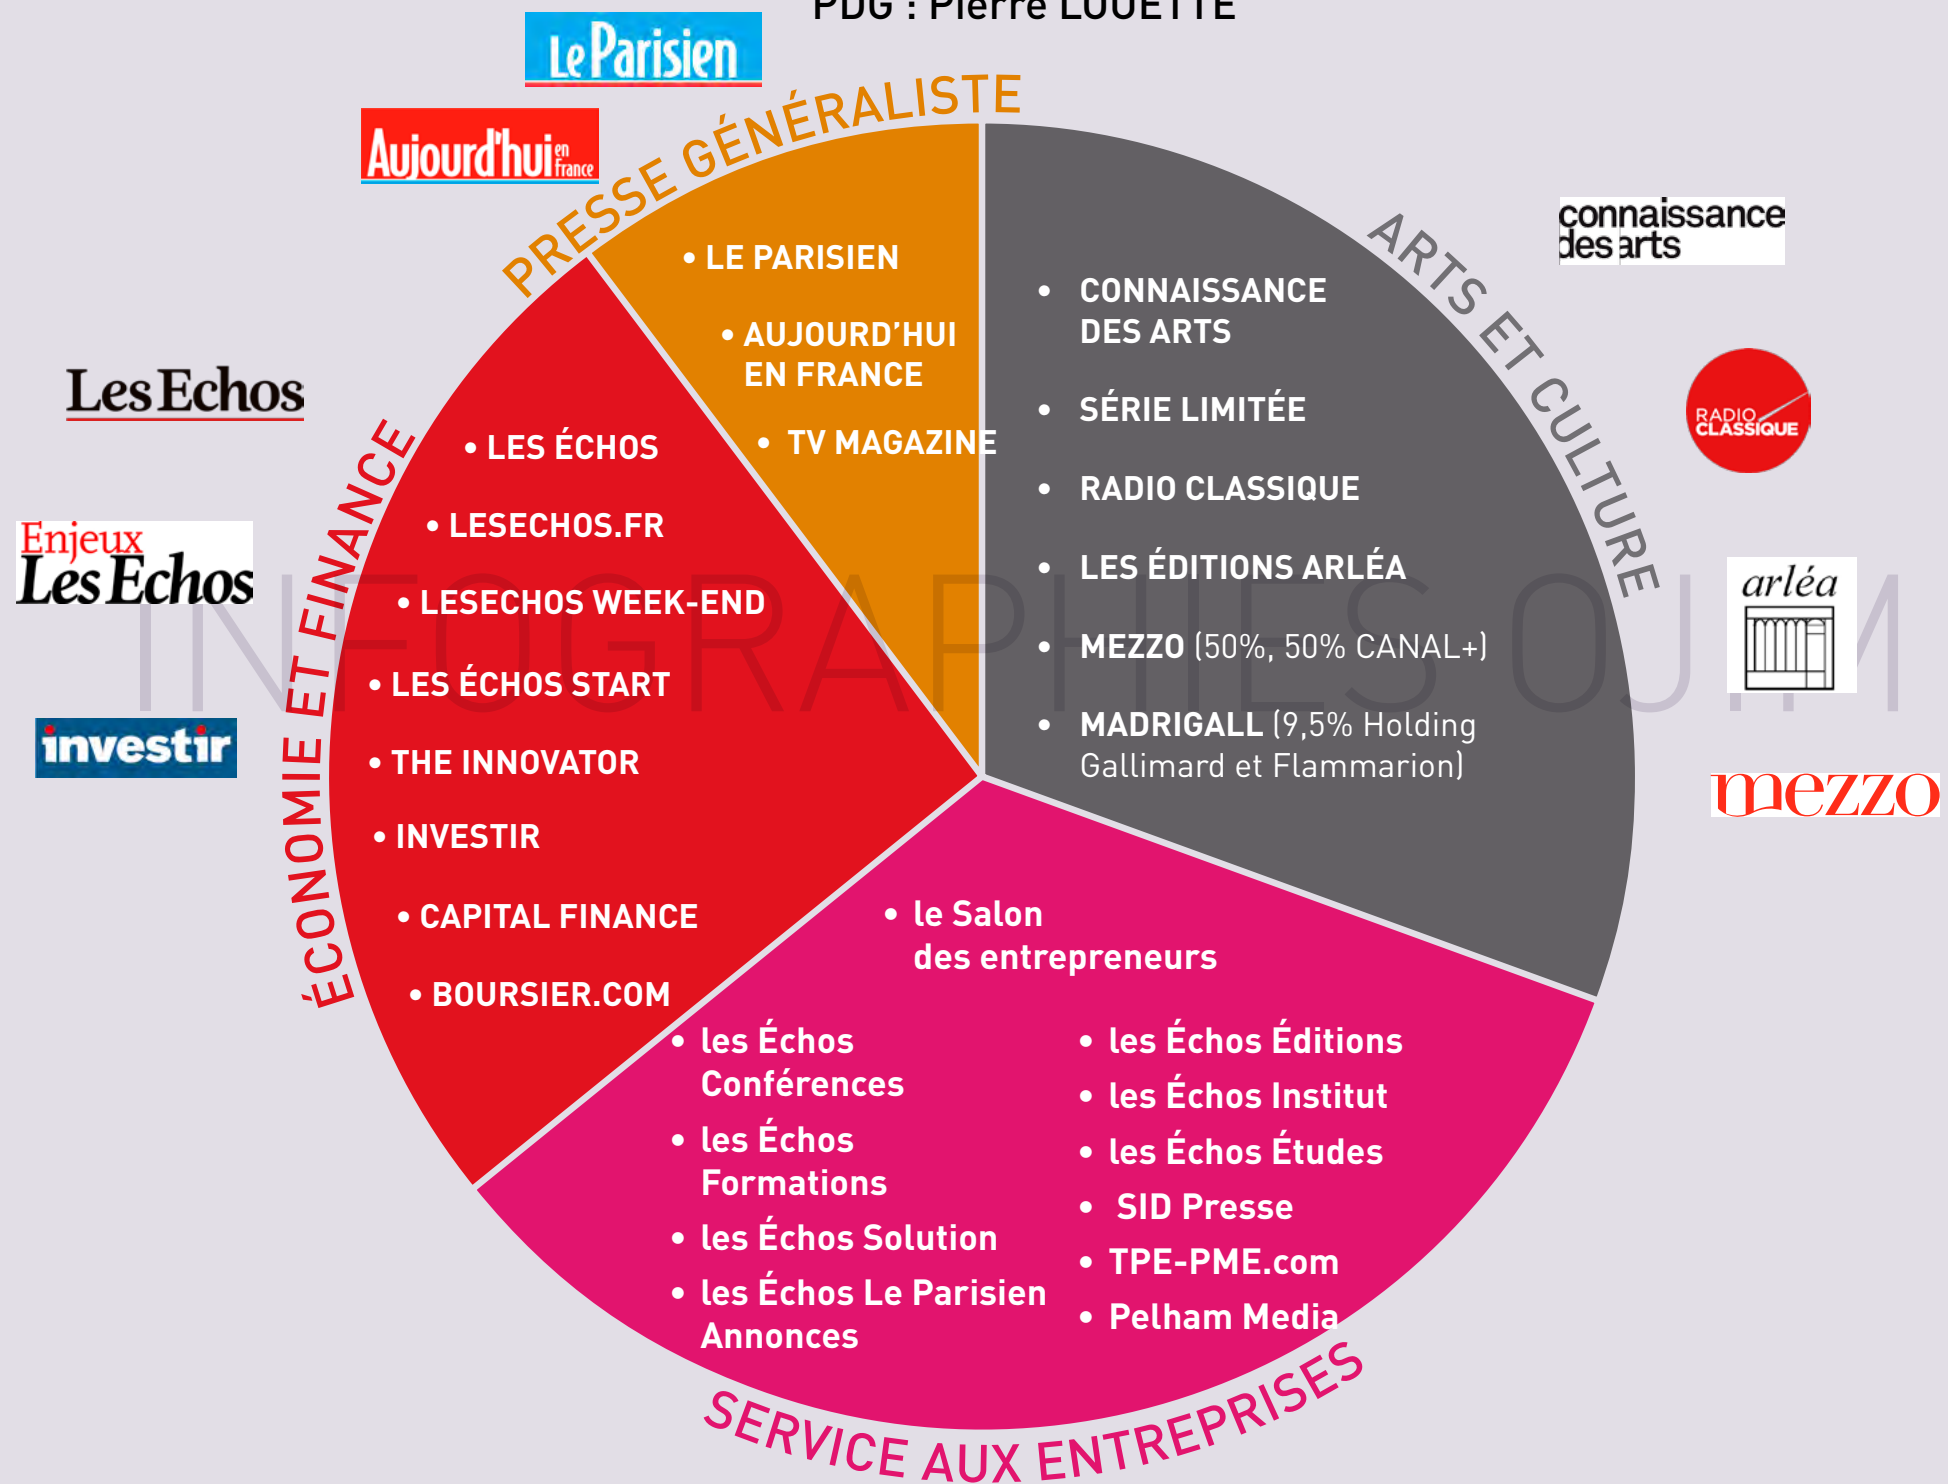 PDG : Pierre LOUETTE
Le Parisien
Aujourd'hui en france
PRESSE GÉNÉRALISTE
• LE PARISIEN
• AUJOURD’HUI
EN FRANCE
• TV MAGAZINE
ARTS ET CULTURE
• CONNAISSANCE
DES ARTS
• SÉRIE LIMITÉE
• RADIO CLASSIQUE
• LES ÉDITIONS ARLÉA
• MEZZO (50%, 50% CANAL+)
• MADRIGALL (9,5% Holding
Gallimard et Flammarion)
connaissance
des arts
RADIO
CLASSIQUE
arléa
mezzo
Les Echos
Enjeux
Les Echos
investir
ÉCONOMIE ET FINANCE
• LES ÉCHOS
• LESECHOS.FR
• LESECHOS WEEK-END
• LES ÉCHOS START
• THE INNOVATOR
• INVESTIR
• CAPITAL FINANCE
• BOURSIER.COM
INFOGRAPHIES OJIM
• le Salon
des entrepreneurs
• les Échos
Conférences
• les Échos
Formations
• les Échos Solution
• les Échos Le Parisien
Annonces
• les Échos Éditions
• les Échos Institut
• les Échos Études
• SID Presse
• TPE-PME.com
• Pelham Media
SERVICE AUX ENTREPRISES